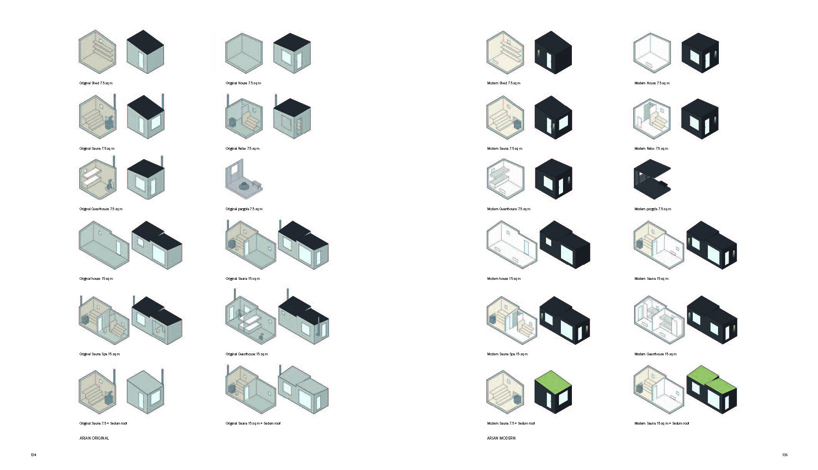 Original Shed 7.5 sq m
Original House 7.5 sq m
Original Sauna 7.5 sq m
Original Relax 7.5 sq m
Original Guesthouse 7.5 sq m
Original pergola 7.5 sq m
Original house 15 sq m
Original Sauna 15 sq m
Original Sauna Spa 15 sq m
Original Guesthouse 15 sq m
Original Sauna 7.5 + Sedum roof
Original Sauna 15 sq m + Sedum roof
ARJAN ORIGINAL
104
Modern Shed 7.5 sq m
Modern House 7.5 sq m
Modern Sauna 7.5 sq m
Modern Relax 7.5 sq m
Modern Guesthouse 7.5 sq m
Modern pergola 7.5 sq m
Modern house 15 sq m
Modern Sauna 15 sq m
Modern Sauna Spa 15 sq m
Modern Guesthouse 15 sq m
Modern Sauna 7.5 + Sedum roof
Modern Sauna 15 sq m + Sedum roof
ARJAN MODERN
105